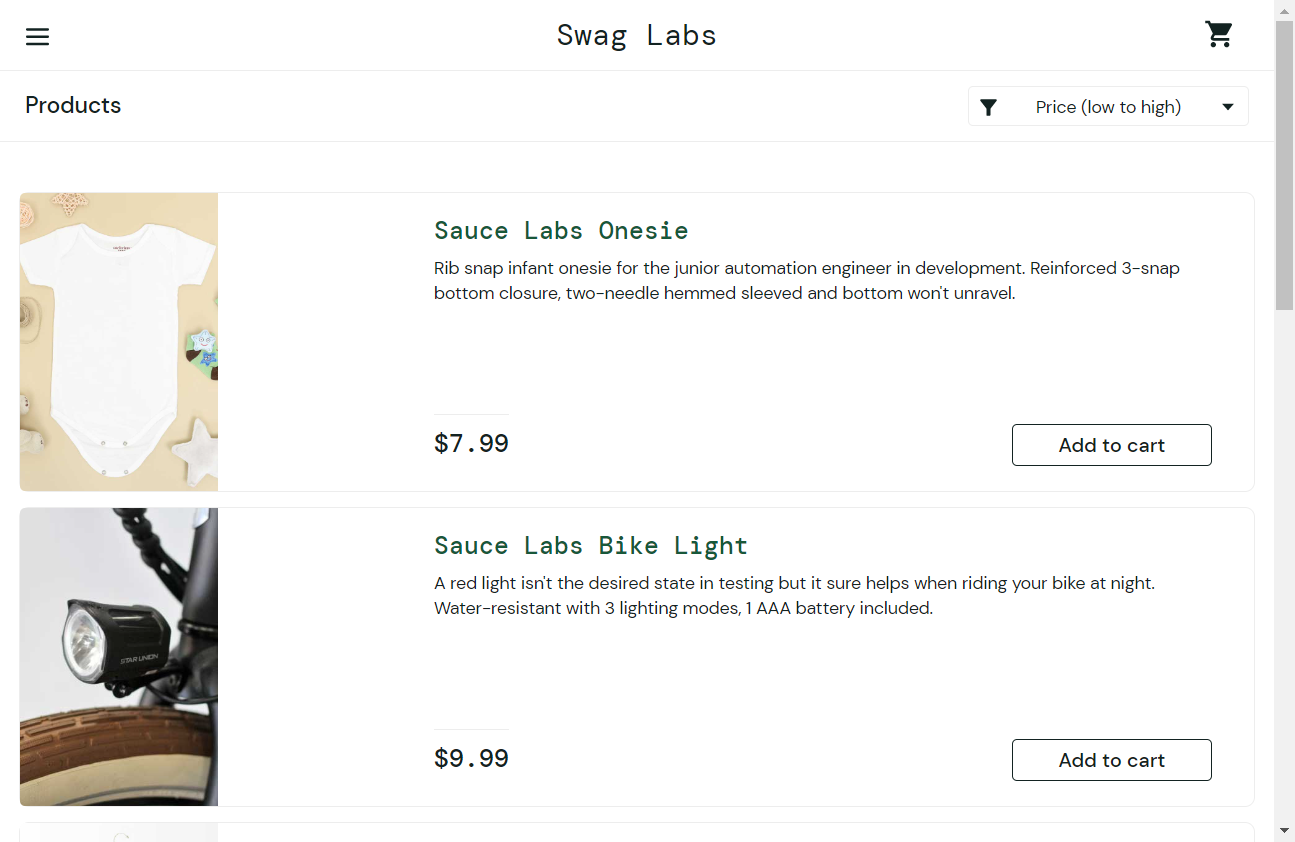 Swag Labs
Products
Price (low to high)
Sauce Labs Onesie
Rib snap infant onesie for the junior automation engineer in development. Reinforced 3-snap
bottom closure, two-needle hemmed sleeved and bottom won't unravel.
$7.99
Add to cart
Sauce Labs Bike Light
A red light isn't the desired state in testing but it sure helps when riding your bike at night.
Water-resistant with 3 lighting modes, 1 AAA battery included.
STAR UNION
$9.99
Add to cart